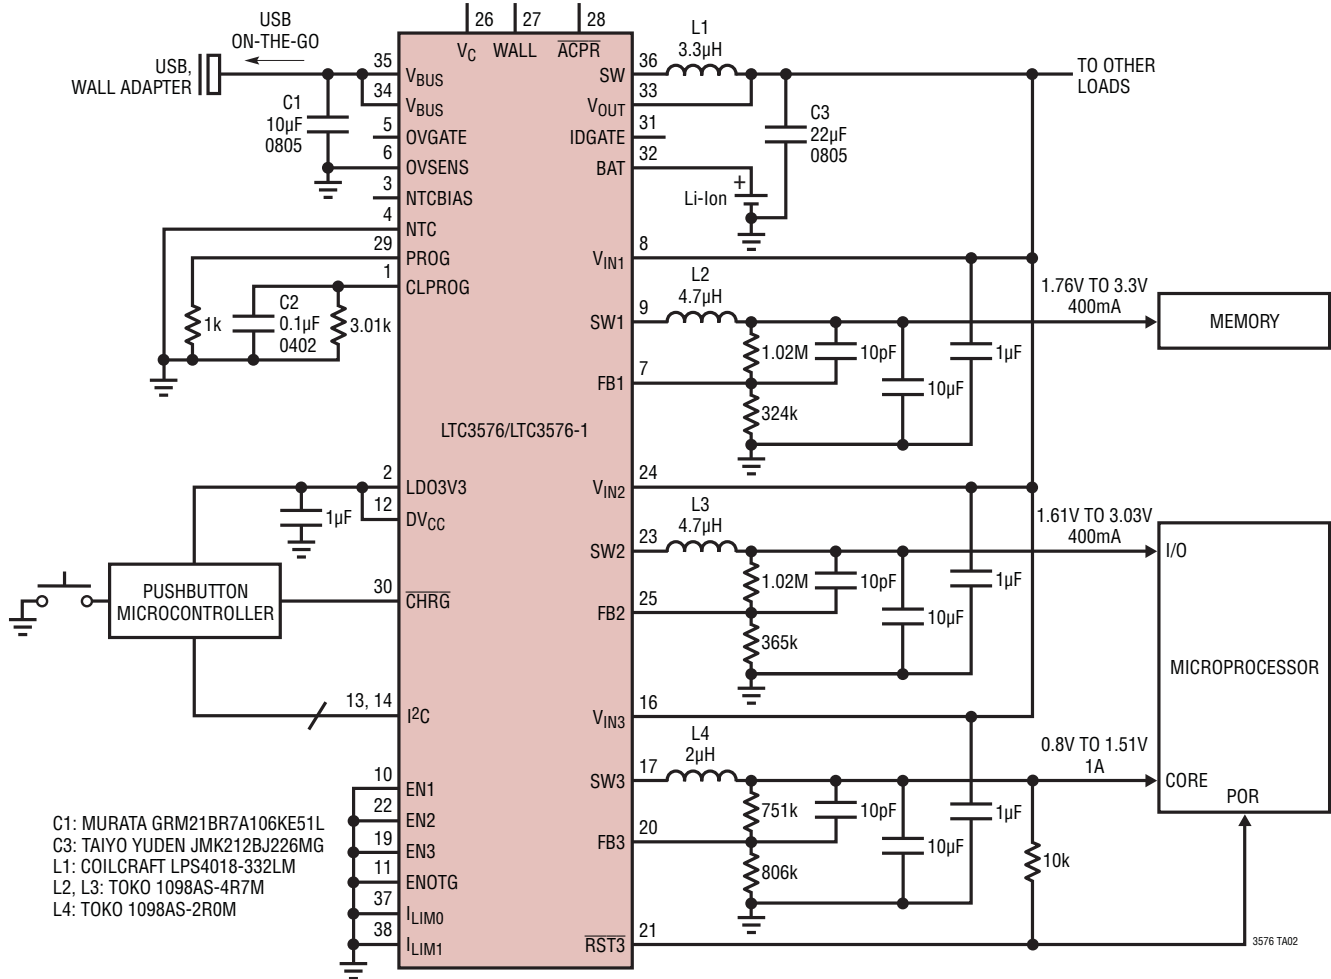 USB
ON-THE-GO
USB,
WALL ADAPTER
26
27
28
VC
WALL
ACPR
35
VBUS
34
VBUS
C1
10µF
0805
5
OVGATE
6
OVSENS
3
NTCBIAS
4
NTC
29
PROG
1
CLPROG
1k
C2
0.1µF
0402
3.01k
LTC3576/LTC3576-1
2
LDO3V3
12
DVCC
1µF
PUSHBUTTON
MICROCONTROLLER
30
CHRG
13, 14
I2C
10
EN1
22
EN2
19
EN3
11
ENOTG
37
ILIM0
38
ILIM1
C1: MURATA GRM21BR7A106KE51L
C3: TAIYO YUDEN JMK212BJ226MG
L1: COILCRAFT LPS4018-332LM
L2, L3: TOKO 1098AS-4R7M
L4: TOKO 1098AS-2R0M
SW
36
L1
3.3µH
TO OTHER
LOADS
VOUT
33
IDGATE
31
BAT
32
C3
22µF
0805
+
Li-Ion
VIN1
8
SW1
9
L2
4.7µH
1.76V TO 3.3V
400mA
MEMORY
1.02M
10pF
1µF
FB1
7
10µF
324k
VIN2
24
SW2
23
L3
4.7µH
1.61V TO 3.03V
400mA
I/O
1.02M
10pF
1µF
FB2
25
10µF
365k
MICROPROCESSOR
VIN3
16
SW3
17
L4
2µH
0.8V TO 1.51V
1A
CORE
POR
751k
10pF
1µF
FB3
20
10µF
806k
10k
RST3
21
3576 TA02